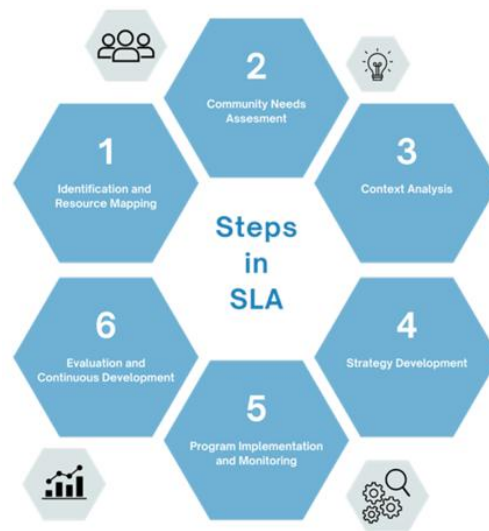 1
Identification and
Resource Mapping
2
Community Needs
Assesment
3
Context Analysis
Steps
in
SLA
4
Strategy Development
5
Program Implementation
and Monitoring
6
Evaluation and
Continuous Development